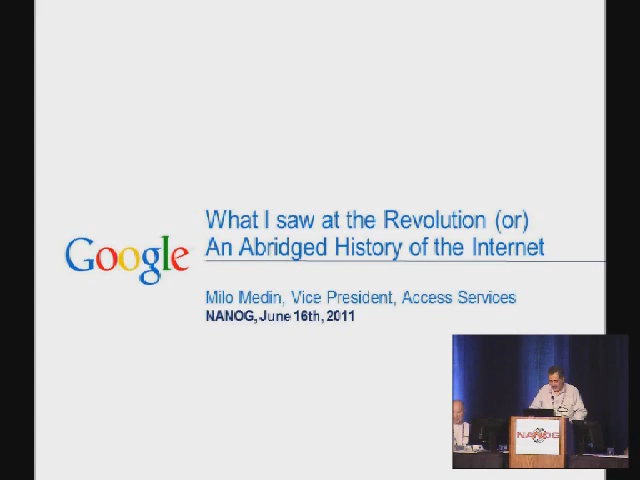 What I saw at the Revolution (or)
An Abridged History of the Internet
Google
Milo Medin, Vice President, Access Services
NANOG, June 16th, 2011
NANOG